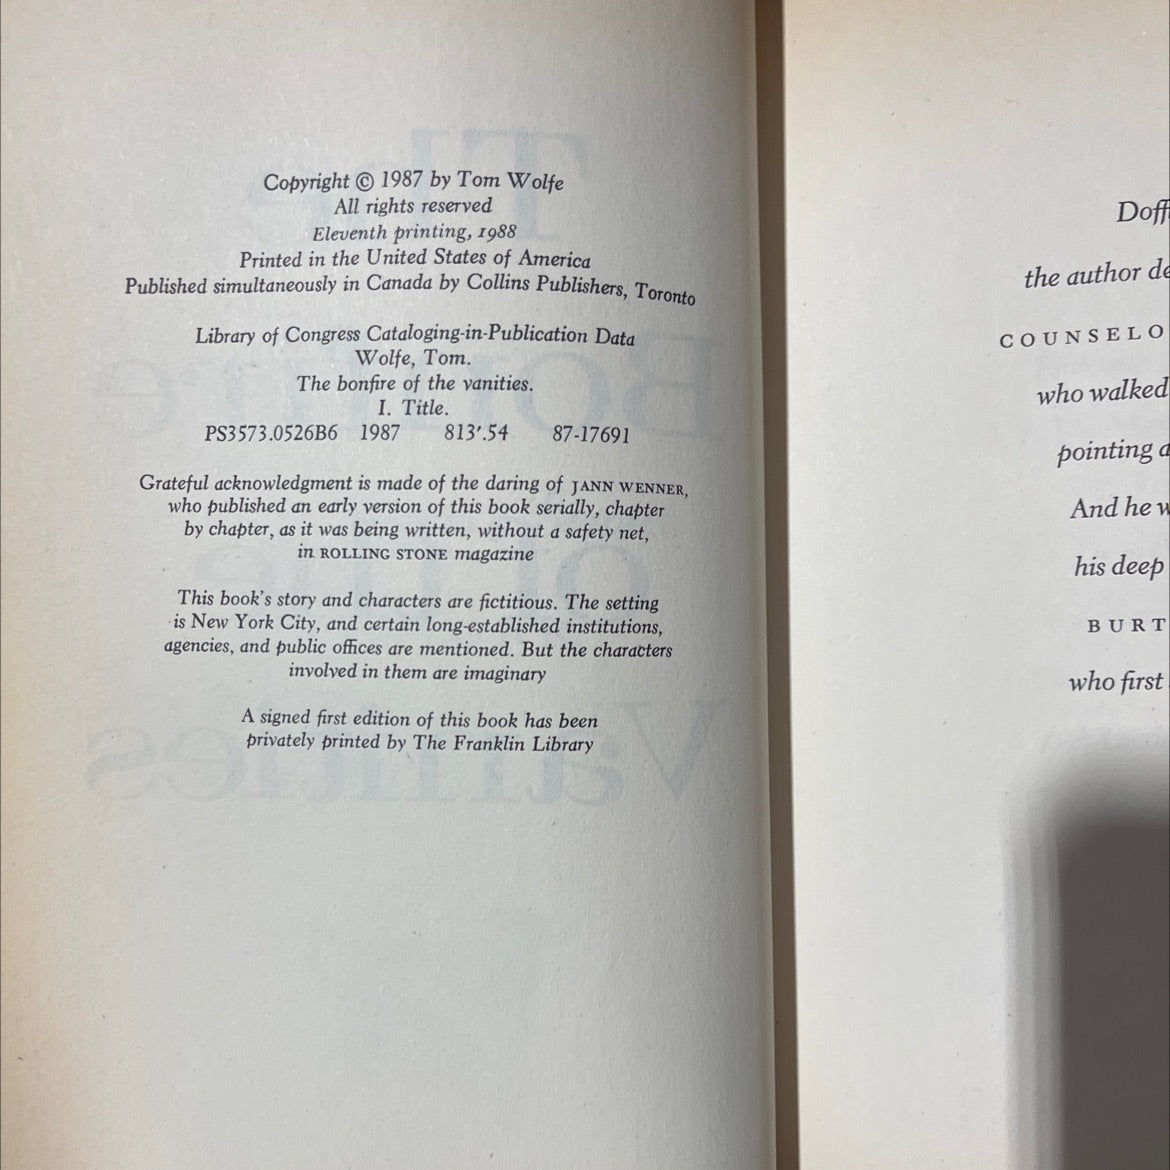 Copyright © 1987 by Tom Wolfe
All rights reserved
Eleventh printing, 1988
Printed in the United States of America
Published simultaneously in Canada by Collins Publishers, Toronto
Library of Congress Cataloging-in-Publication Data
Wolfe, Tom.
The bonfire of the vanities.
I. Title.
PS3573.0526B6 1987 813'.54 87-17691
Grateful acknowledgment is made of the daring of JANN WENNER,
who published an early version of this book serially, chapter
by chapter, as it was being written, without a safety net,
in ROLLING STONE magazine
This book's story and characters are fictitious. The setting
is New York City, and certain long-established institutions,
agencies, and public offices are mentioned. But the characters
involved in them are imaginary
A signed first edition of this book has been
privately printed by The Franklin Library
Doff
the author de
COUNSELO
who walked
pointing a
And he w
his deep
BURT
who first